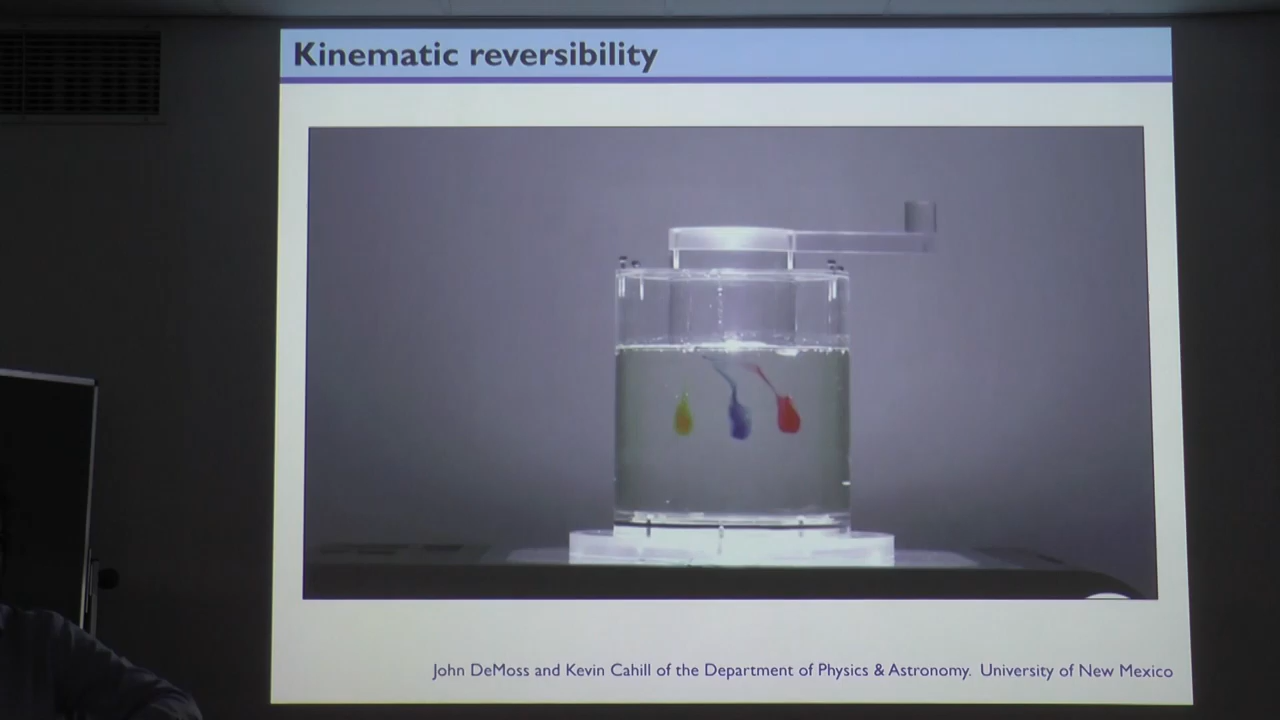 Kinematic reversibility
John DeMoss and Kevin Cahill of the Department of Physics & Astronomy. University of New Mexico